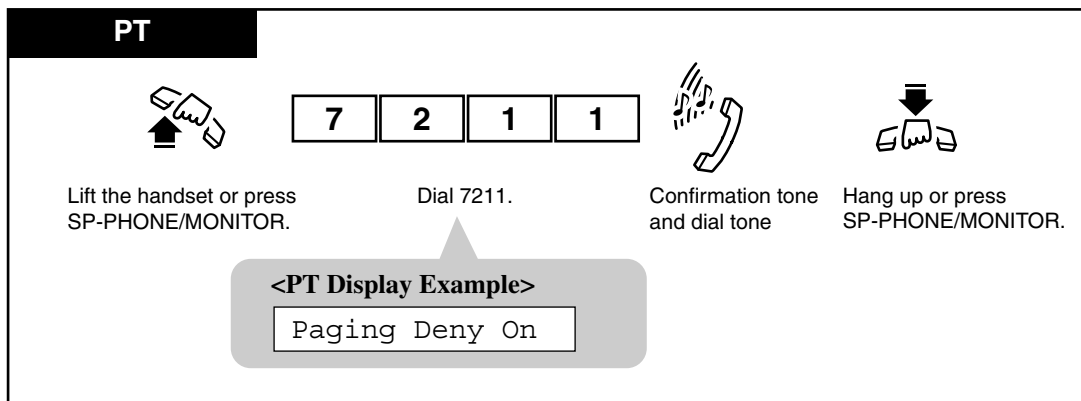 PT
7 2 1 1
Lift the handset or press
SP-PHONE/MONITOR.
Dial 7211.
Confirmation tone
and dial tone
Hang up or press
SP-PHONE/MONITOR.
<PT Display Example>
Paging Deny On